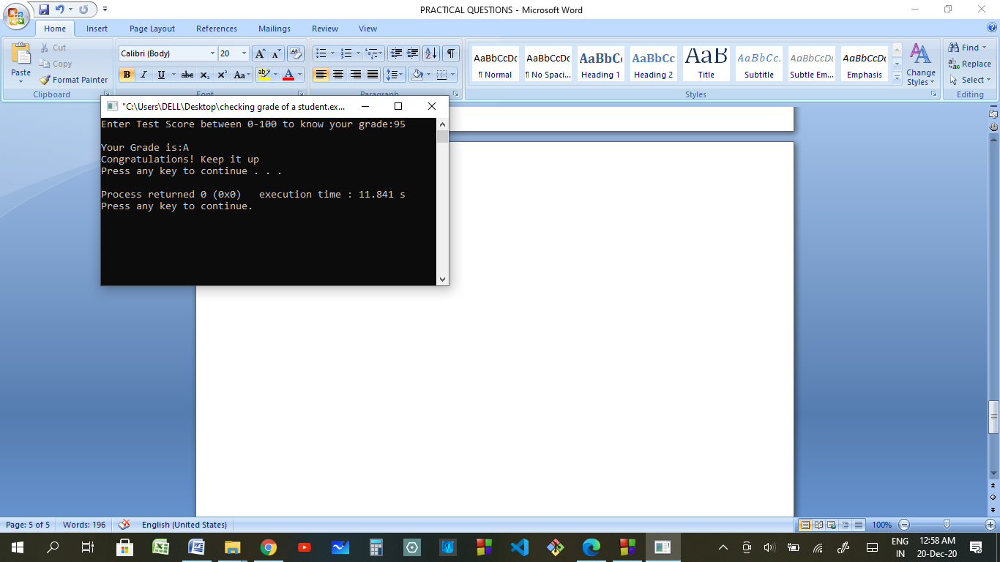 PRACTICAL QUESTIONS - Microsoft Word
Home Insert Page Layout References Mailings Review View
Paste
Cut
Copy
Format Painter
Clipboard
Calibri (Body) 20
Font
Paragraph
AaBbCcDc AaBbCcDc AaBbCc AaBbCc AaB AaBbCc. AaBbCcDc AaBbCcDc
¶ Normal ¶ No Spaci... Heading 1 Heading 2 Title Subtitle Subtle Em... Emphasis
Change Styles
Styles
Find
Replace
Select
Editing
"C:\Users\DELL\Desktop\checking grade of a student.ex...
Enter Test Score between 0-100 to know your grade:95
Your Grade is:A
Congratulations! Keep it up
Press any key to continue . . .
Process returned 0 (0x0)   execution time : 11.841 s
Press any key to continue.
Page: 5 of 5 Words: 196 English (United States) 100%
ENG
IN
12:58 AM
20-Dec-20